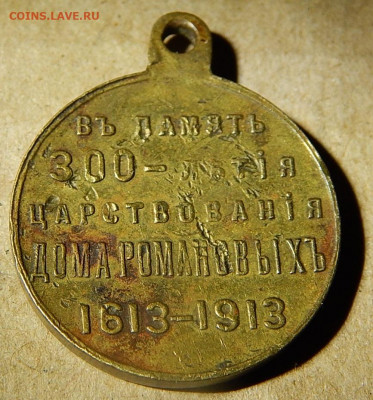 COINS.LAVE.RU
ВЪ ПАМЯТЬ
300-ЛѢТІЯ
ЦАРСТВОВАНІЯ
ДОМА РОМАНОВЫХЪ
1613-1913